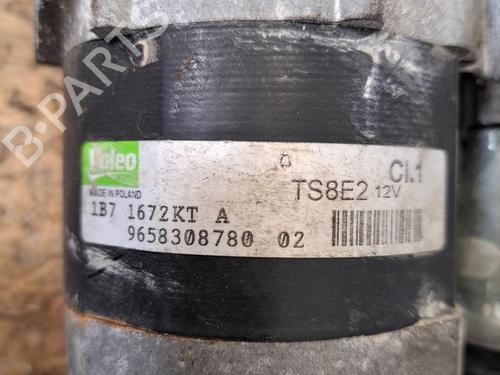 B-PARTS
Valeo
MADE IN POLAND
Cl.1
TS8E2 12V
1B7 1672KT A
9658308780 02